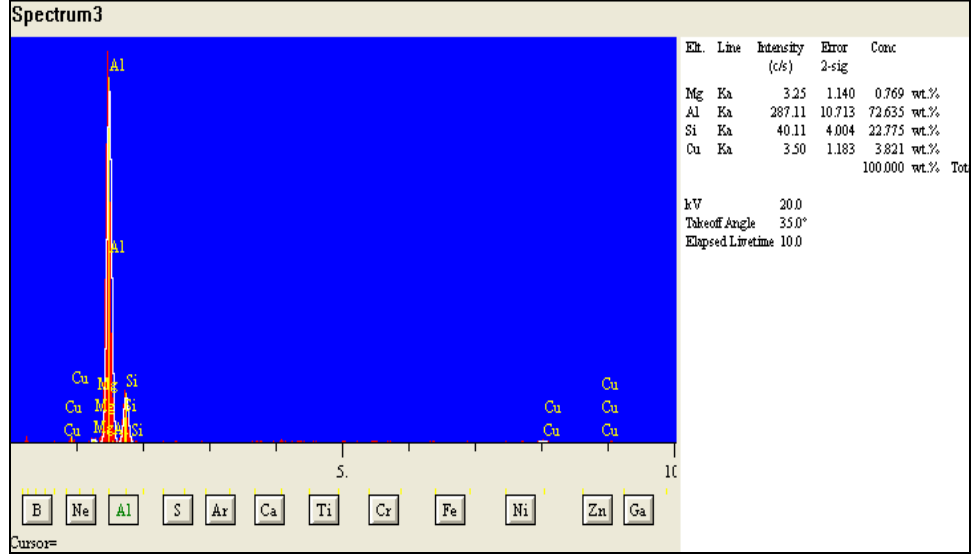 Spectrum3
Elt. Line Intensity Error Conc
(c/s) 2-sig
Mg Ka 3.25 1.140 0.769 wt.%
Al Ka 287.11 10.713 72.635 wt.%
Si Ka 40.11 4.004 22.775 wt.%
Cu Ka 3.50 1.183 3.821 wt.%
100.000 wt.% Tot
kV 20.0
Takeoff Angle 35.0°
Elapsed Livetime 10.0
Al
Al
Cu Mg Si Cu
Cu Mg Si Cu Cu
Cu Mg Al Si Cu Cu
5. 10
B Ne Al S Ar Ca Ti Cr Fe Ni Zn Ga
Cursor=